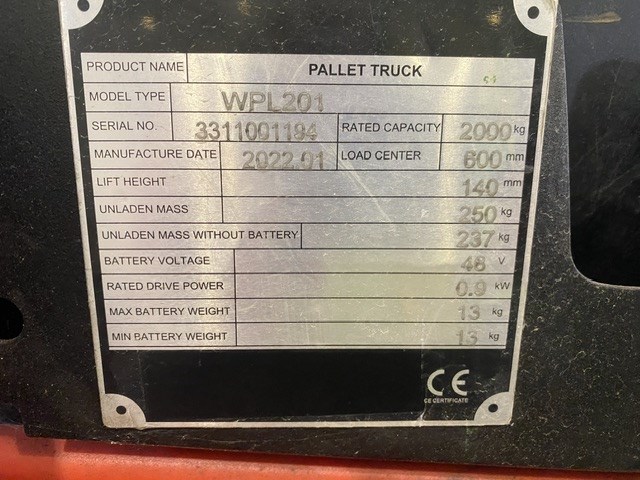 PRODUCT NAME PALLET TRUCK
MODEL TYPE WPL201
SERIAL NO. 3311001194 RATED CAPACITY 2000 kg
MANUFACTURE DATE 2022.01 LOAD CENTER 600 mm
LIFT HEIGHT 140 mm
UNLADEN MASS 250 kg
UNLADEN MASS WITHOUT BATTERY 237 kg
BATTERY VOLTAGE 48 V
RATED DRIVE POWER 0.9 kW
MAX BATTERY WEIGHT 13 kg
MIN BATTERY WEIGHT 13 kg
CE
CE CERTIFICATE